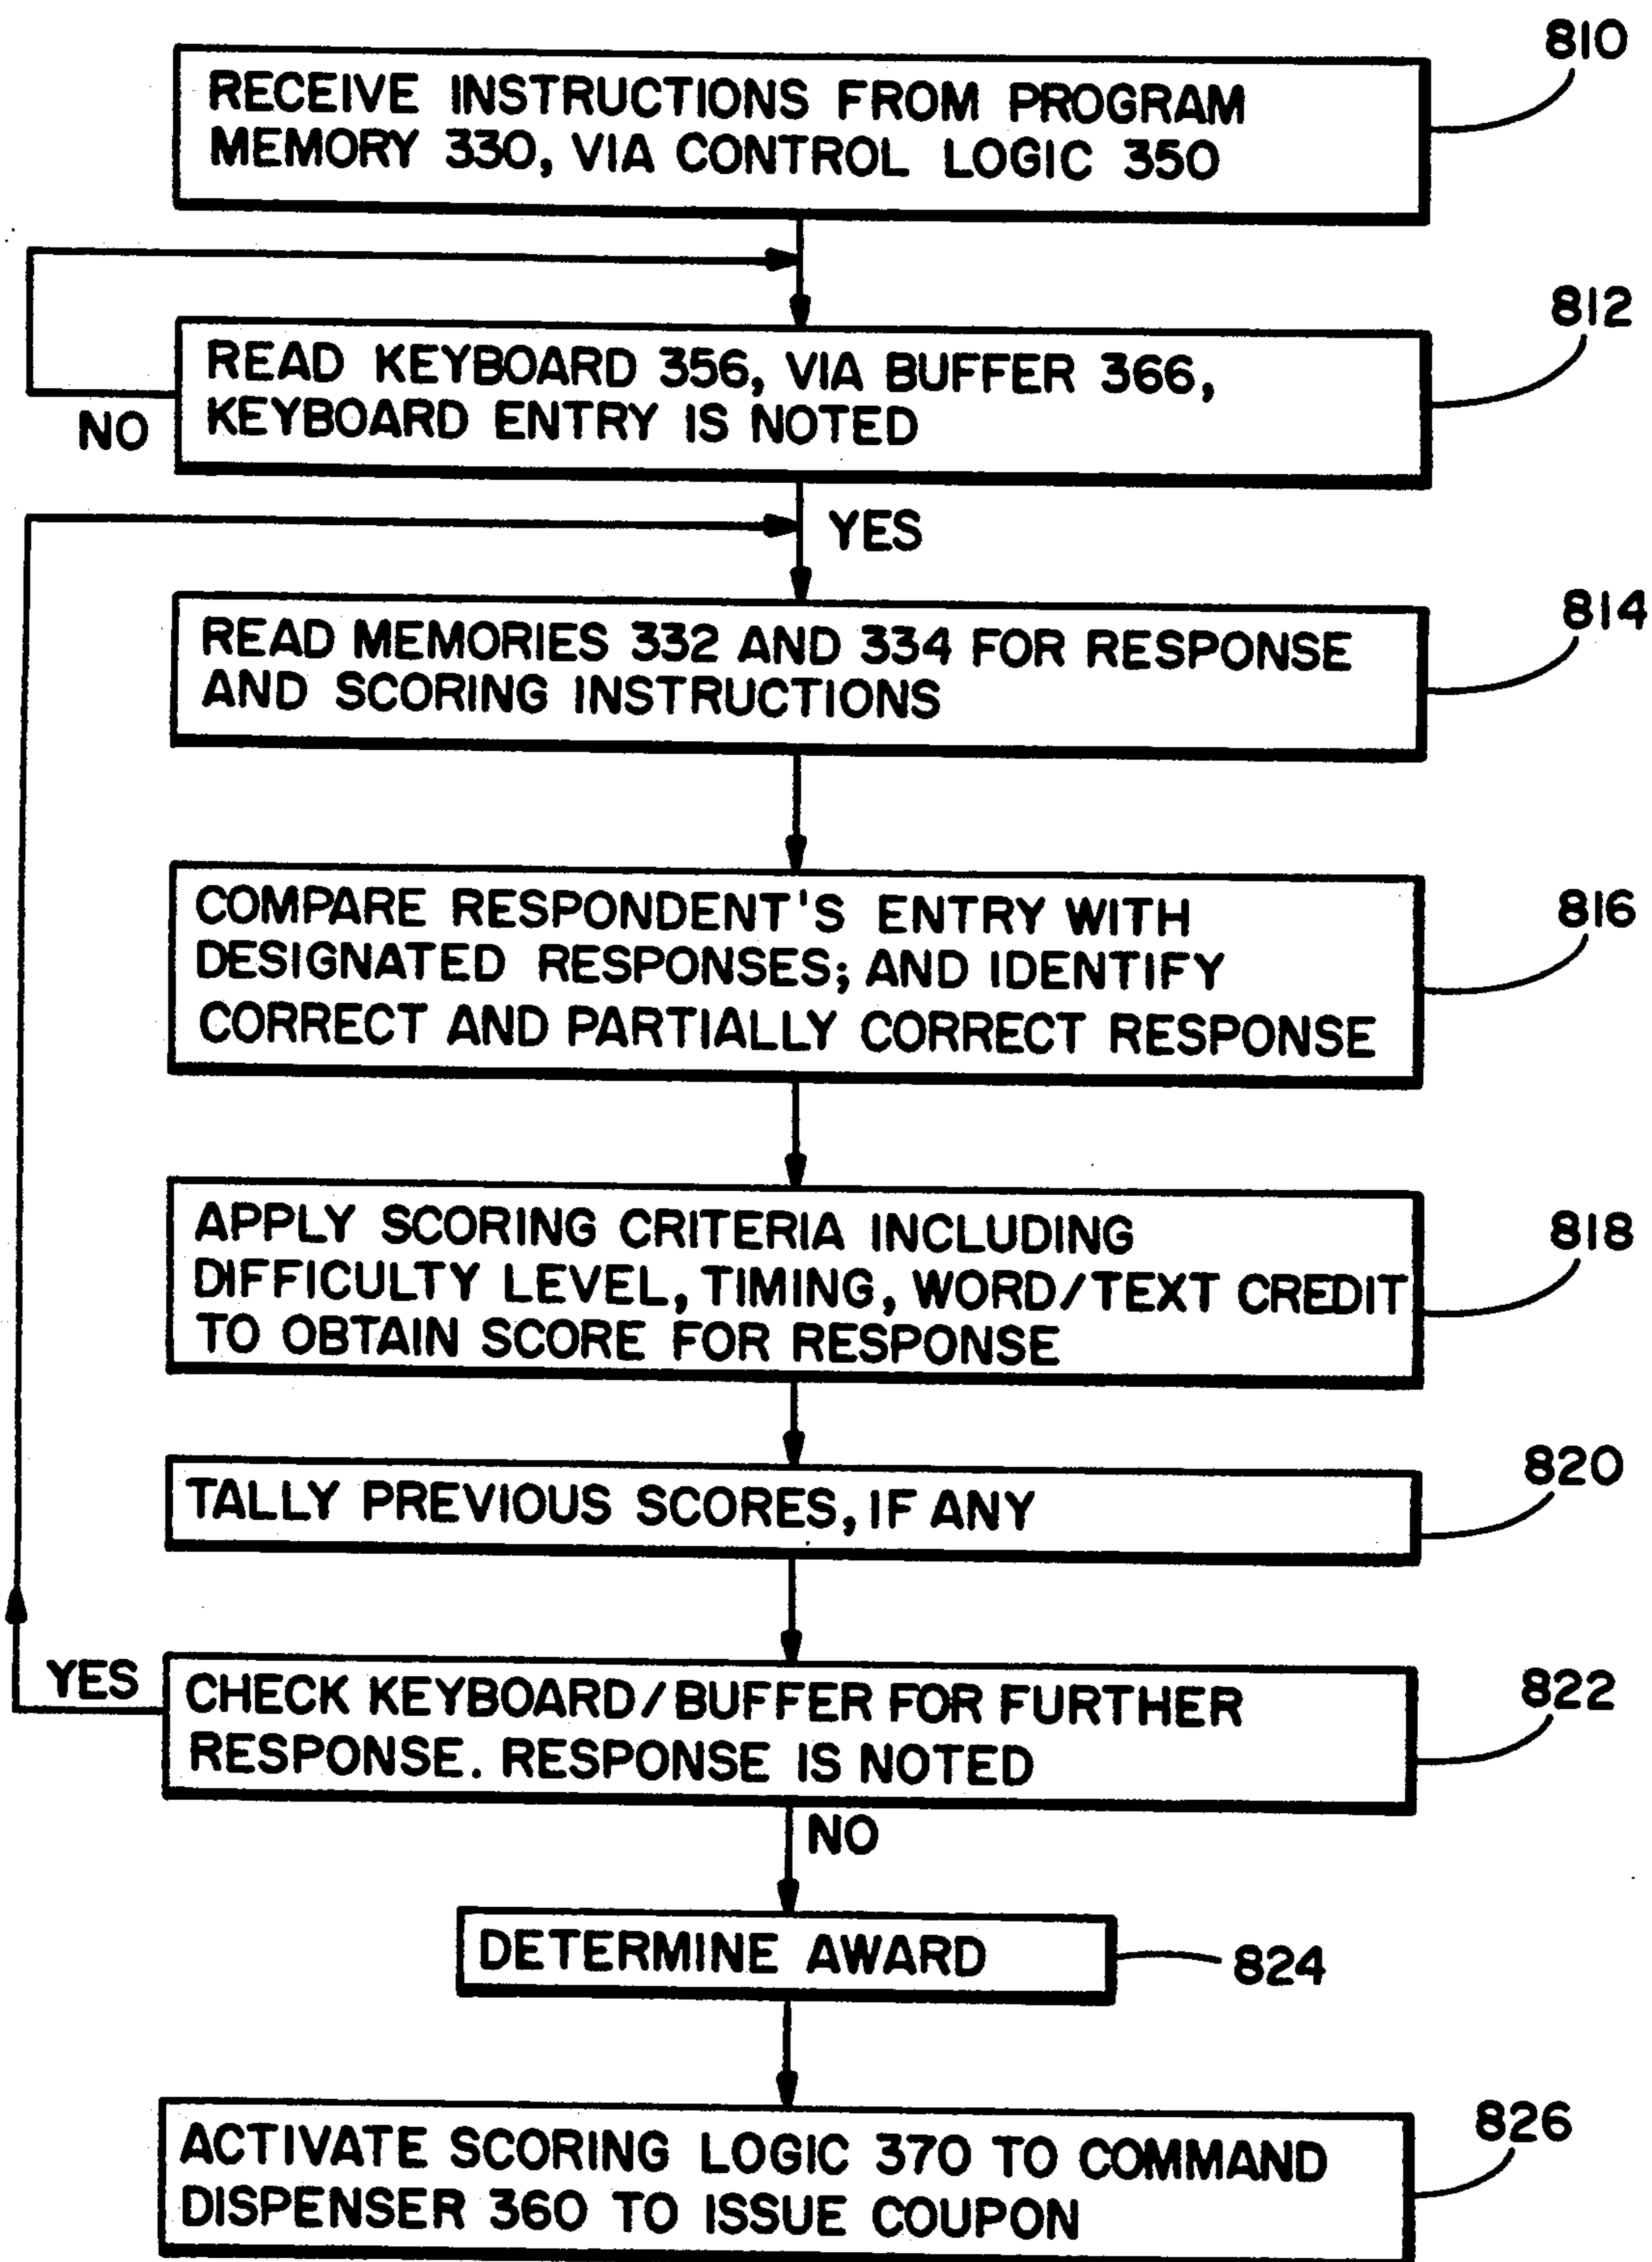 810
RECEIVE INSTRUCTIONS FROM PROGRAM
MEMORY 330, VIA CONTROL LOGIC 350
812
READ KEYBOARD 356, VIA BUFFER 366,
KEYBOARD ENTRY IS NOTED
NO
YES
814
READ MEMORIES 332 AND 334 FOR RESPONSE
AND SCORING INSTRUCTIONS
816
COMPARE RESPONDENT'S ENTRY WITH
DESIGNATED RESPONSES; AND IDENTIFY
CORRECT AND PARTIALLY CORRECT RESPONSE
818
APPLY SCORING CRITERIA INCLUDING
DIFFICULTY LEVEL, TIMING, WORD/TEXT CREDIT
TO OBTAIN SCORE FOR RESPONSE
820
TALLY PREVIOUS SCORES, IF ANY
822
YES
CHECK KEYBOARD/BUFFER FOR FURTHER
RESPONSE. RESPONSE IS NOTED
NO
DETERMINE AWARD
824
826
ACTIVATE SCORING LOGIC 370 TO COMMAND
DISPENSER 360 TO ISSUE COUPON